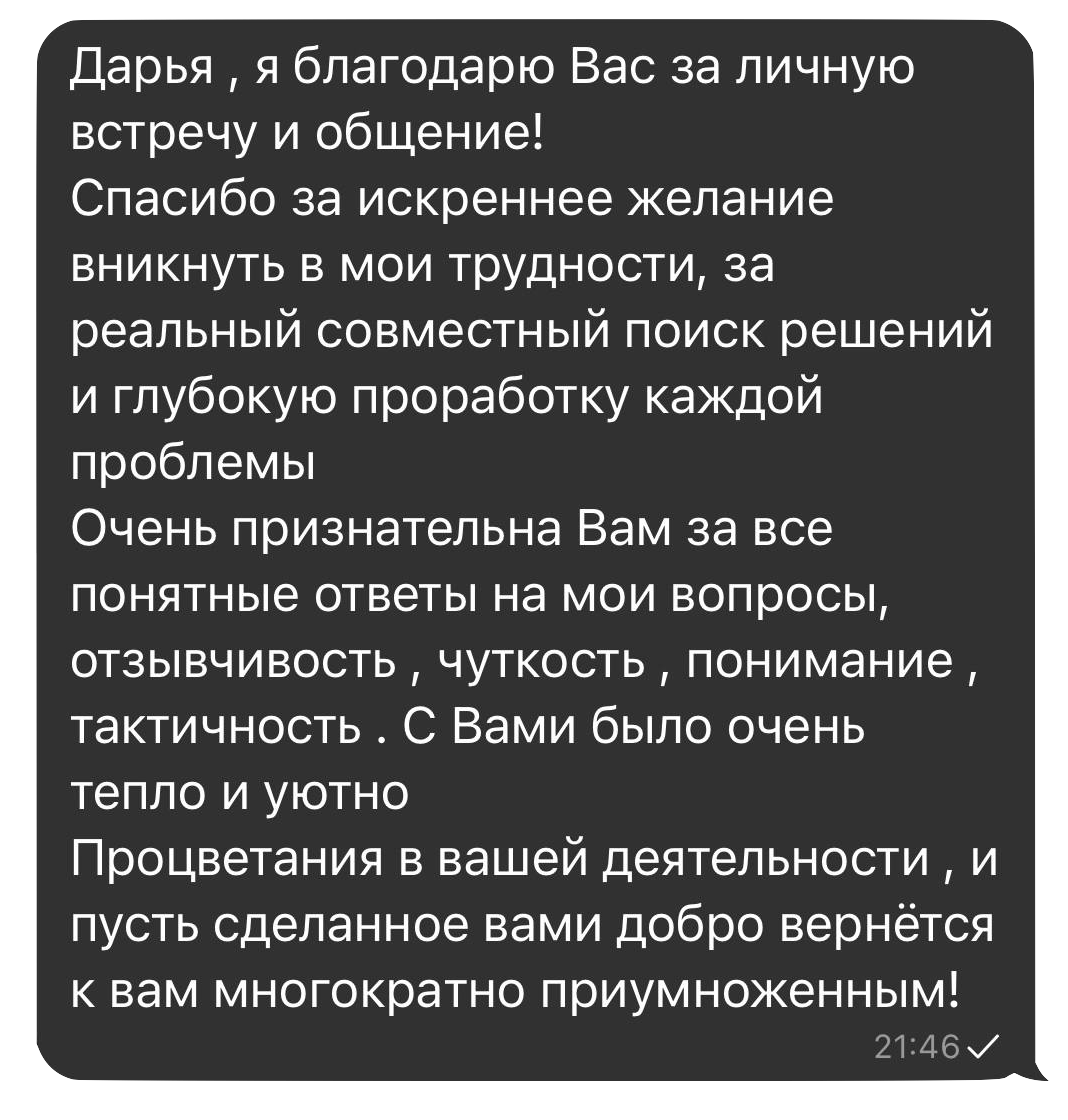 Дарья , я благодарю Вас за личную
встречу и общение!
Спасибо за искреннее желание
вникнуть в мои трудности, за
реальный совместный поиск решений
и глубокую проработку каждой
проблемы
Очень признательна Вам за все
понятные ответы на мои вопросы,
отзывчивость , чуткость , понимание ,
тактичность . С Вами было очень
тепло и уютно
Процветания в вашей деятельности , и
пусть сделанное вами добро вернётся
к вам многократно приумноженным!
21:46